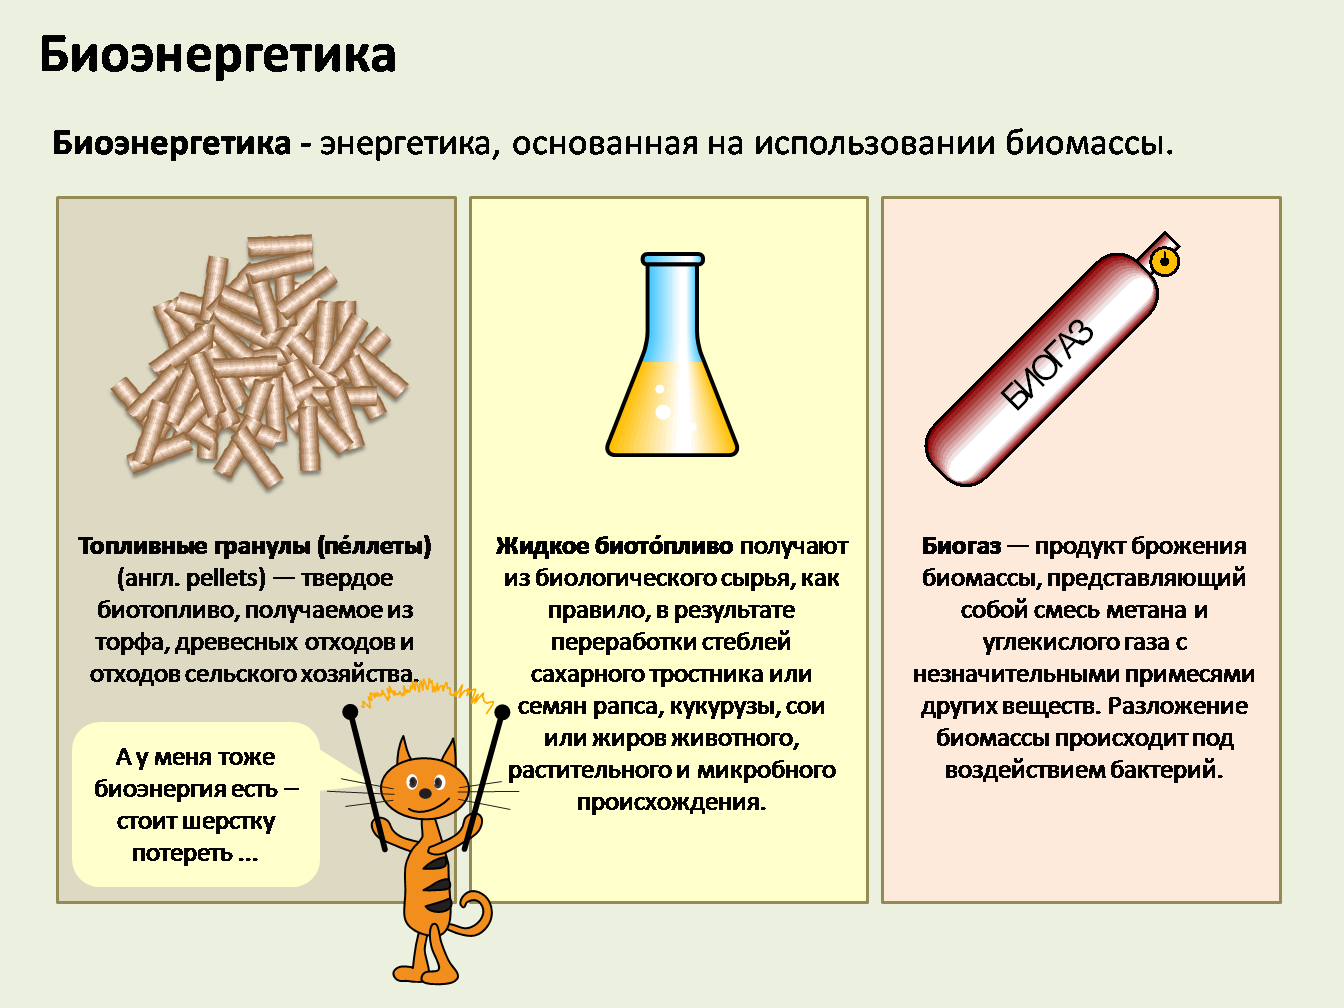 Биоэнергетика
Биоэнергетика - энергетика, основанная на использовании биомассы.
БИОГАЗ
Топливные гранулы (пе́ллеты)
(англ. pellets) — твердое
биотопливо, получаемое из
торфа, древесных отходов и
отходов сельского хозяйства.
А у меня тоже
биоэнергия есть –
стоит шерстку
потереть ...
Жидкое биото́пливо получают
из биологического сырья, как
правило, в результате
переработки стеблей
сахарного тростника или
семян рапса, кукурузы, сои
или жиров животного,
растительного и микробного
происхождения.
Биогаз — продукт брожения
биомассы, представляющий
собой смесь метана и
углекислого газа с
незначительными примесями
других веществ. Разложение
биомассы происходит под
воздействием бактерий.